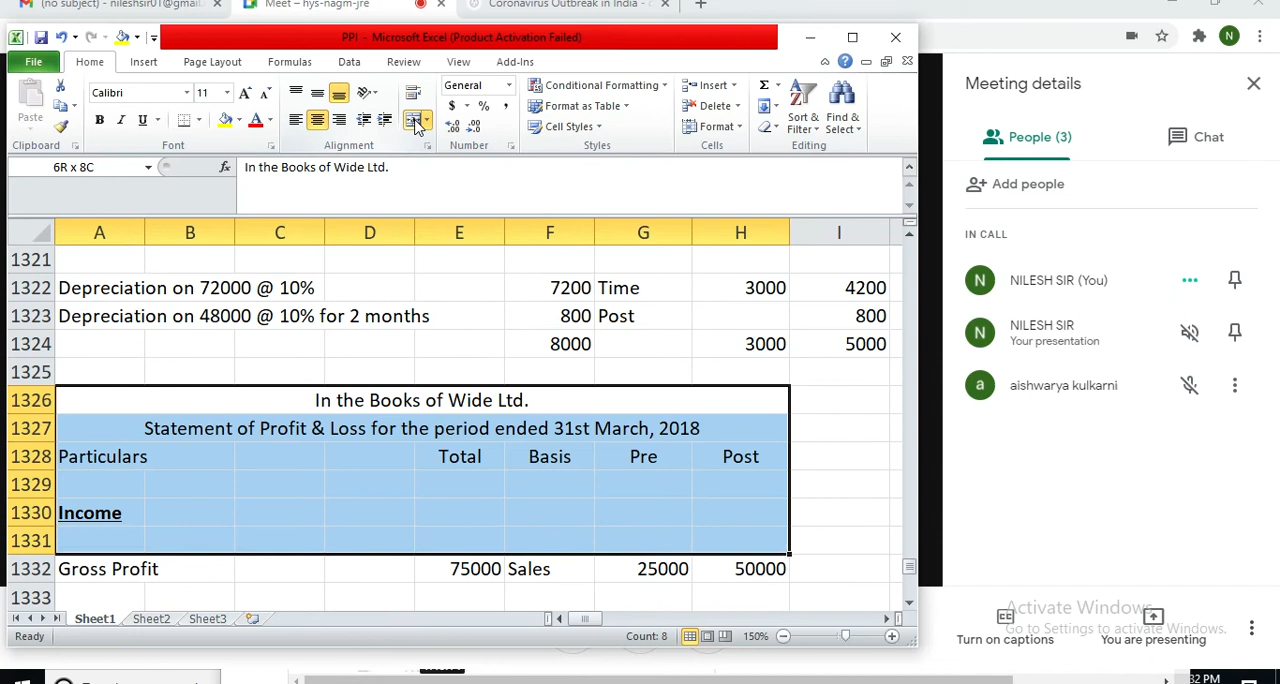 (no subject) - nileshsir01@gmail. Meet – hys-nagm-jre Coronavirus Outbreak in India -
PPI - Microsoft Excel (Product Activation Failed)
File Home Insert Page Layout Formulas Data Review View Add-Ins
Paste Calibri 11 General Conditional Formatting Insert
Format as Table Delete
B I U $ % , Cell Styles Format Sort & Filter Find & Select
Clipboard Font Alignment Number Styles Cells Editing
6R x 8C fx In the Books of Wide Ltd.
A B C D E F G H I
1321
1322 Depreciation on 72000 @ 10% 7200 Time 3000 4200
1323 Depreciation on 48000 @ 10% for 2 months 800 Post 800
1324 8000 3000 5000
1325
1326 In the Books of Wide Ltd.
1327 Statement of Profit & Loss for the period ended 31st March, 2018
1328 Particulars Total Basis Pre Post
1329
1330 Income
1331
1332 Gross Profit 75000 Sales 25000 50000
1333
Sheet1 Sheet2 Sheet3
Ready Count: 8 150%
N
Meeting details
People (3) Chat
Add people
IN CALL
N NILESH SIR (You)
N NILESH SIR
Your presentation
a aishwarya kulkarni
Activate Windows
Go to Settings to activate Windows.
CC
Turn on captions You are presenting
32 PM